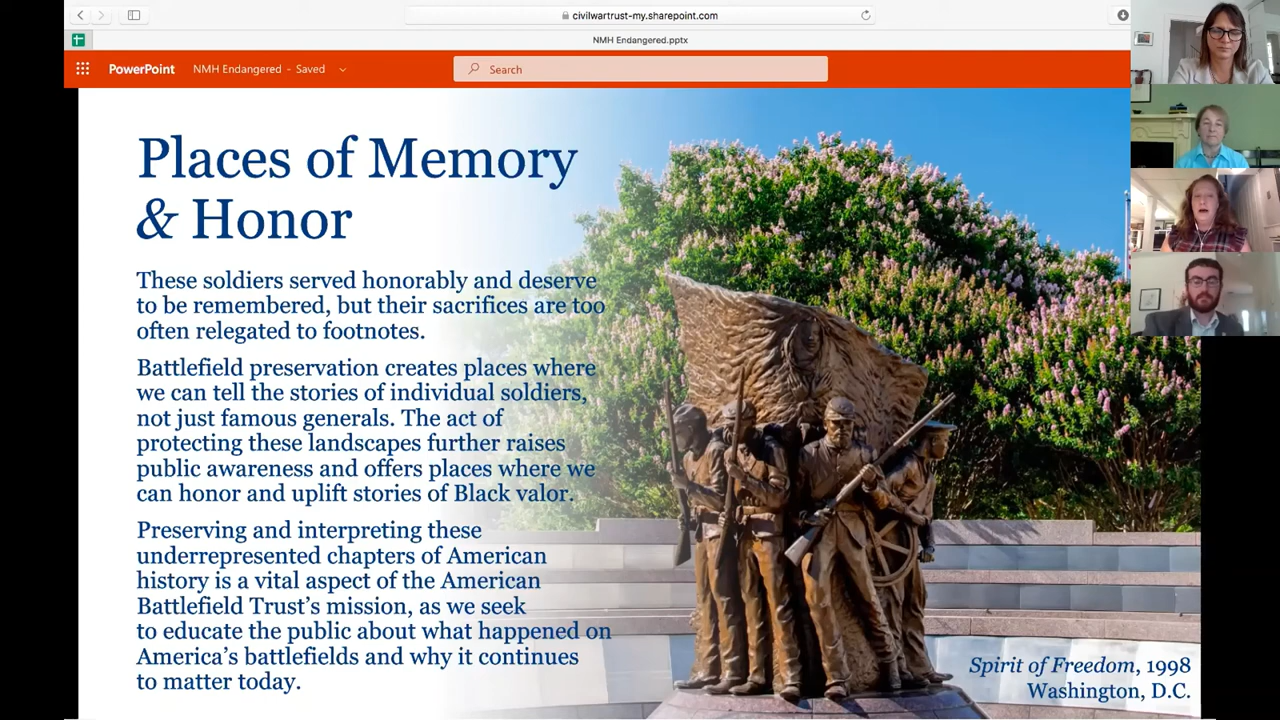 civilwartrust-my.sharepoint.com
NMH Endangered.pptx
PowerPoint
NMH Endangered - Saved
Search
Places of Memory
& Honor
These soldiers served honorably and deserve
to be remembered, but their sacrifices are too
often relegated to footnotes.
Battlefield preservation creates places where
we can tell the stories of individual soldiers,
not just famous generals. The act of
protecting these landscapes further raises
public awareness and offers places where we
can honor and uplift stories of Black valor.
Preserving and interpreting these
underrepresented chapters of American
history is a vital aspect of the American
Battlefield Trust’s mission, as we seek
to educate the public about what happened on
America’s battlefields and why it continues
to matter today.
Spirit of Freedom, 1998
Washington, D.C.